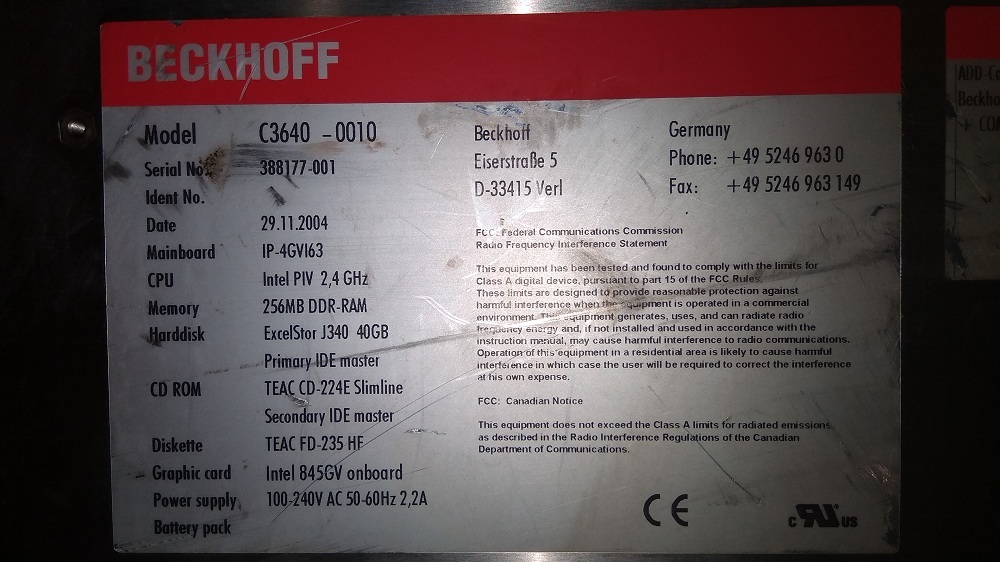 BECKHOFF
Model C3640 -0010
Serial No. 388177-001
Ident No.
Date 29.11.2004
Mainboard IP-4GVI63
CPU Intel PIV 2,4 GHz
Memory 256MB DDR-RAM
Harddisk ExcelStor J340 40GB
Primary IDE master
CD ROM TEAC CD-224E Slimline
Secondary IDE master
Diskette TEAC FD-235 HF
Graphic card Intel 845GV onboard
Power supply 100-240V AC 50-60Hz 2,2A
Battery pack
Beckhoff
Eiserstraße 5
D-33415 Verl
Germany
Phone: +49 5246 963 0
Fax: +49 5246 963 149
FCC: Federal Communications Commission
Radio Frequency Interference Statement
This equipment has been tested and found to comply with the limits for
Class A digital device, pursuant to part 15 of the FCC Rules.
These limits are designed to provide reasonable protection against
harmful interference when the equipment is operated in a commercial
environment. This equipment generates, uses, and can radiate radio
frequency energy and, if not installed and used in accordance with the
instruction manual, may cause harmful interference to radio communications.
Operation of this equipment in a residential area is likely to cause harmful
interference in which case the user will be required to correct the interference
at his own expense.
FCC: Canadian Notice
This equipment does not exceed the Class A limits for radiated emissions
as described in the Radio Interference Regulations of the Canadian
Department of Communications.
CE
c RU US
ADD-C
Beckho
+ CO